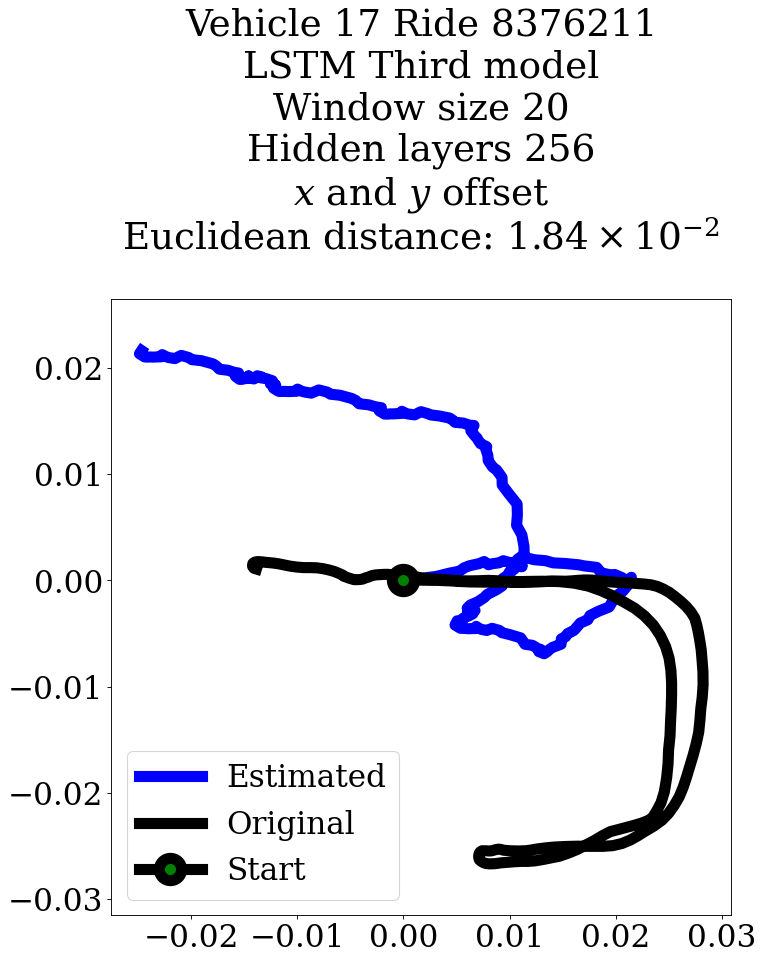 Vehicle 17 Ride 8376211
LSTM Third model
Window size 20
Hidden layers 256
x and y offset
Euclidean distance: 1.84 × 10⁻²
0.02
0.01
0.00
−0.01
−0.02
−0.03
Estimated
Original
Start
−0.02 −0.01 0.00 0.01 0.02 0.03